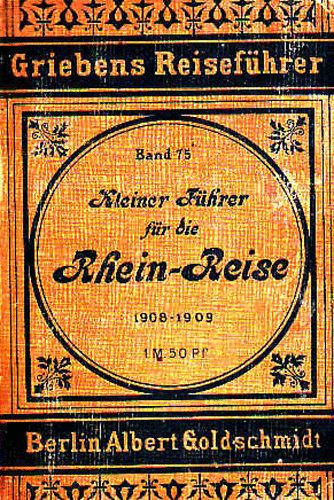 Griebens Reiseführer
Band 75
Kleiner Führer
für die
Rhein-Reise
1908-1909
1 M. 50 Pf
Berlin Albert Goldschmidt